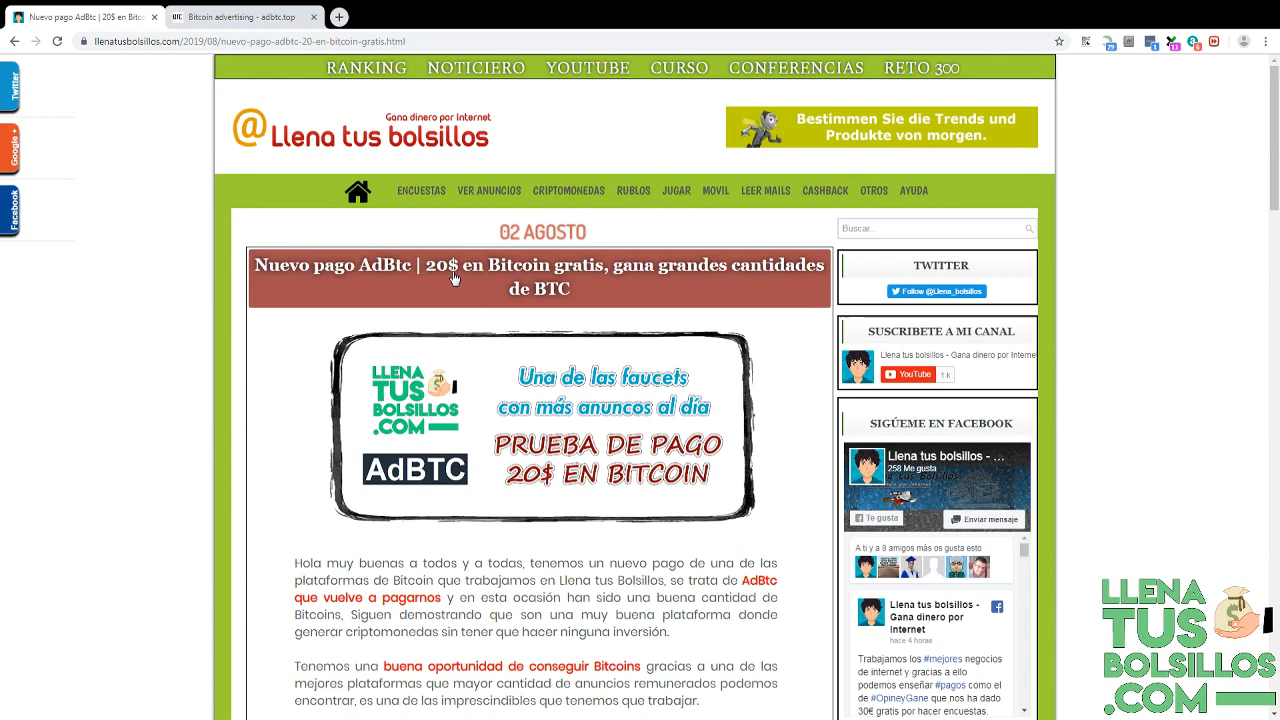 Nuevo pago AdBtc | 20$ en Bitc
Bitcoin advertising - adbtc.top
llenatusbolsillos.com/2019/08/nuevo-pago-adbtc-20-en-bitcoin-gratis.html
29
1
11
6
Twitter
Google +
Facebook
RANKING NOTICIERO YOUTUBE CURSO CONFERENCIAS RETO 300
Gana dinero por Internet
@Llena tus bolsillos
Bestimmen Sie die Trends und
Produkte von morgen.
ENCUESTAS VER ANUNCIOS CRIPTOMONEDAS RUBLOS JUGAR MOVIL LEER MAILS CASHBACK OTROS AYUDA
02 AGOSTO
Nuevo pago AdBtc | 20$ en Bitcoin gratis, gana grandes cantidades
de BTC
LLENA
TUS
BOLSILLOS
.COM
AdBTC
Una de las faucets
con más anuncos al día
PRUEBA DE PAGO
20$ EN BITCOIN
Hola muy buenas a todos y a todas, tenemos un nuevo pago de una de las
plataformas de Bitcoin que trabajamos en Llena tus Bolsillos, se trata de AdBtc
que vuelve a pagarnos y en esta ocasión han sido una buena cantidad de
Bitcoins, Siguen demostrando que son una muy buena plataforma donde
generar criptomonedas sin tener que hacer ninguna inversión.
Tenemos una buena oportunidad de conseguir Bitcoins gracias a una de las
mejores plataformas que mayor cantidad de anuncios remunerados podemos
encontrar, es una de las imprescindibles que tenemos que trabajar.
Buscar...
TWITTER
Follow @Llena_bolsillos
SUSCRIBETE A MI CANAL
Llena tus bolsillos - Gana dinero por Interne
YouTube 1 k
SIGÚEME EN FACEBOOK
Llena tus bolsillos - ...
258 Me gusta
Te gusta
Enviar mensaje
A ti y a 8 amigos más os gusta esto
Llena tus bolsillos -
Gana dinero por
Internet
hace 4 horas
Trabajamos los #mejores negocios
de internet y gracias a ello
podemos enseñar #pagos como el
de #OpineyGane que nos ha dado
30€ gratis por hacer encuestas.
LLENA
TUS
BOLSILLOS
.COM